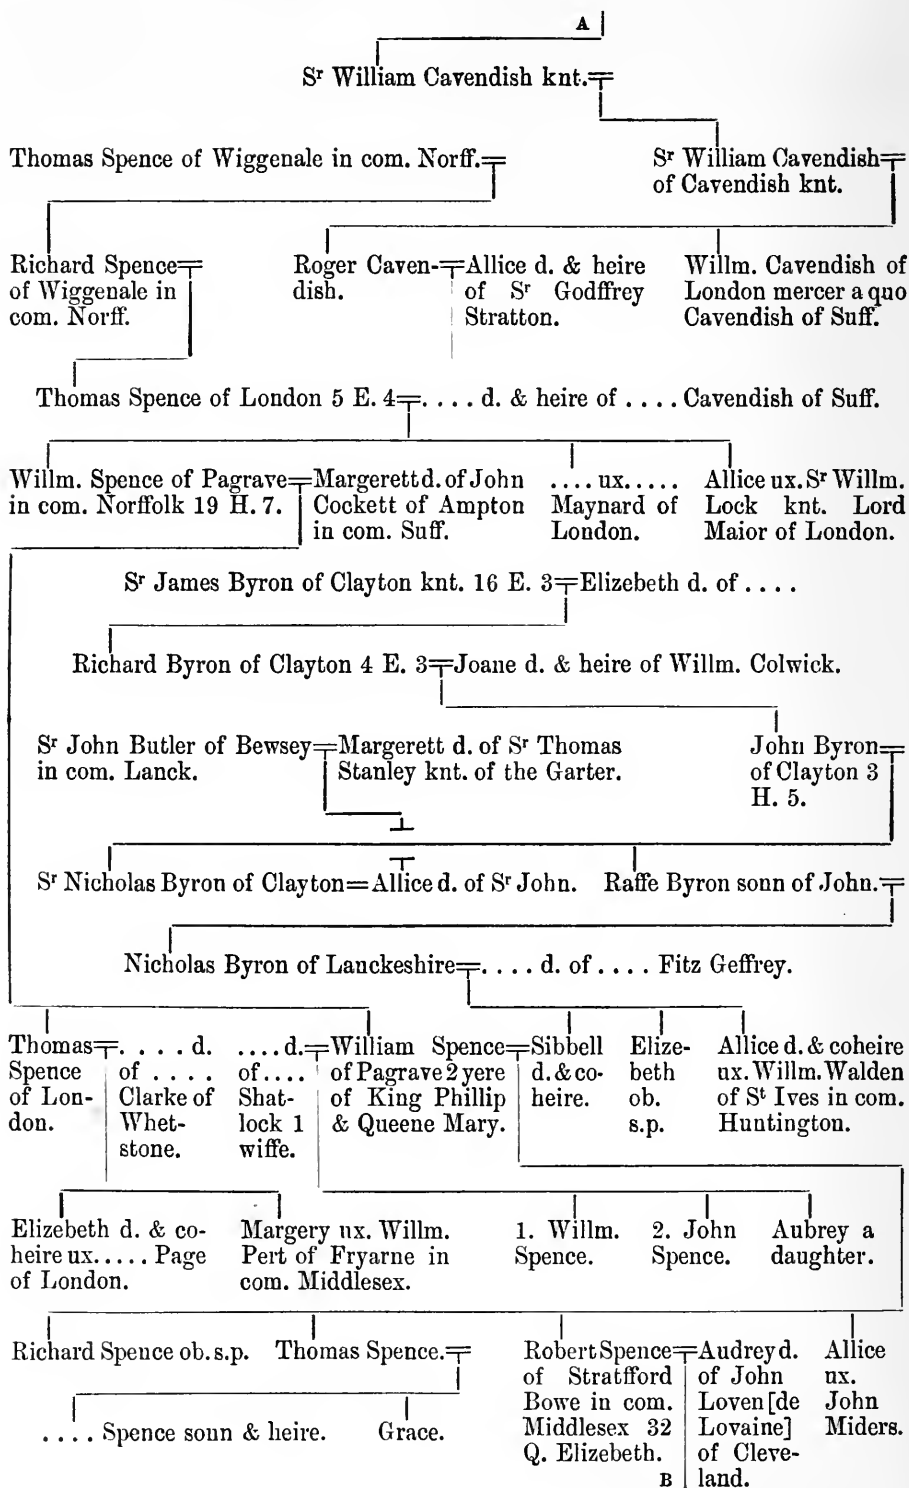 A
Sr William Cavendish knt.
Thomas Spence of Wiggenale in com. Norff.
Sr William Cavendish
of Cavendish knt.
Richard Spence
of Wiggenale in
com. Norff.
Roger Caven-
dish.
Allice d. & heire
of Sr Godffrey
Stratton.
Willm. Cavendish of
London mercer a quo
Cavendish of Suff.
Thomas Spence of London 5 E. 4 .... d. & heire of .... Cavendish of Suff.
Willm. Spence of Pagrave
in com. Norffolk 19 H. 7.
Margerett d. of John
Cockett of Ampton
in com. Suff.
.... ux.....
Maynard of
London.
Allice ux. Sr Willm.
Lock knt. Lord
Maior of London.
Sr James Byron of Clayton knt. 16 E. 3 Elizebeth d. of ....
Richard Byron of Clayton 4 E. 3 Joane d. & heire of Willm. Colwick.
Sr John Butler of Bewsey
in com. Lanck.
Margerett d. of Sr Thomas
Stanley knt. of the Garter.
John Byron
of Clayton 3
H. 5.
Sr Nicholas Byron of Clayton = Allice d. of Sr John.
Raffe Byron sonn of John.
Nicholas Byron of Lanckeshire .... d. of .... Fitz Geffrey.
Thomas
Spence
of Lon-
don.
.... d.
of ....
Clarke of
Whet-
stone.
.... d.
of ....
Shat-
lock 1
wiffe.
William Spence
of Pagrave 2 yere
of King Phillip
& Queene Mary.
Sibbell
d. & co-
heire.
Elize-
beth
ob.
s.p.
Allice d. & coheire
ux. Willm. Walden
of St Ives in com.
Huntington.
Elizebeth d. & co-
heire ux..... Page
of London.
Margery ux. Willm.
Pert of Fryarne in
com. Middlesex.
1. Willm.
Spence.
2. John
Spence.
Aubrey a
daughter.
Richard Spence ob. s.p.
Thomas Spence.
Robert Spence
of Stratfford
Bowe in com.
Middlesex 32
Q. Elizebeth.
Audrey d.
of John
Loven [de
Lovaine]
of Cleve-
land.
Allice
ux.
John
Miders.
.... Spence sonn & heire.
Grace.
B